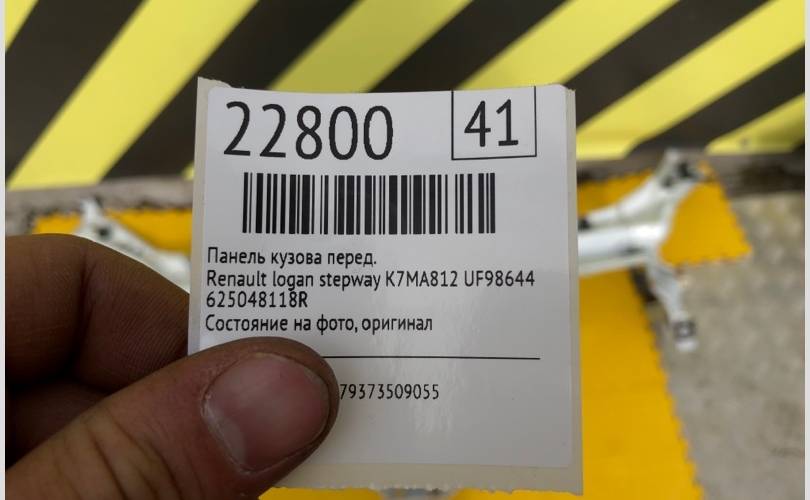 22800
41
Панель кузова перед.
Renault logan stepway K7MA812 UF98644
625048118R
Состояние на фото, оригинал
79373509055